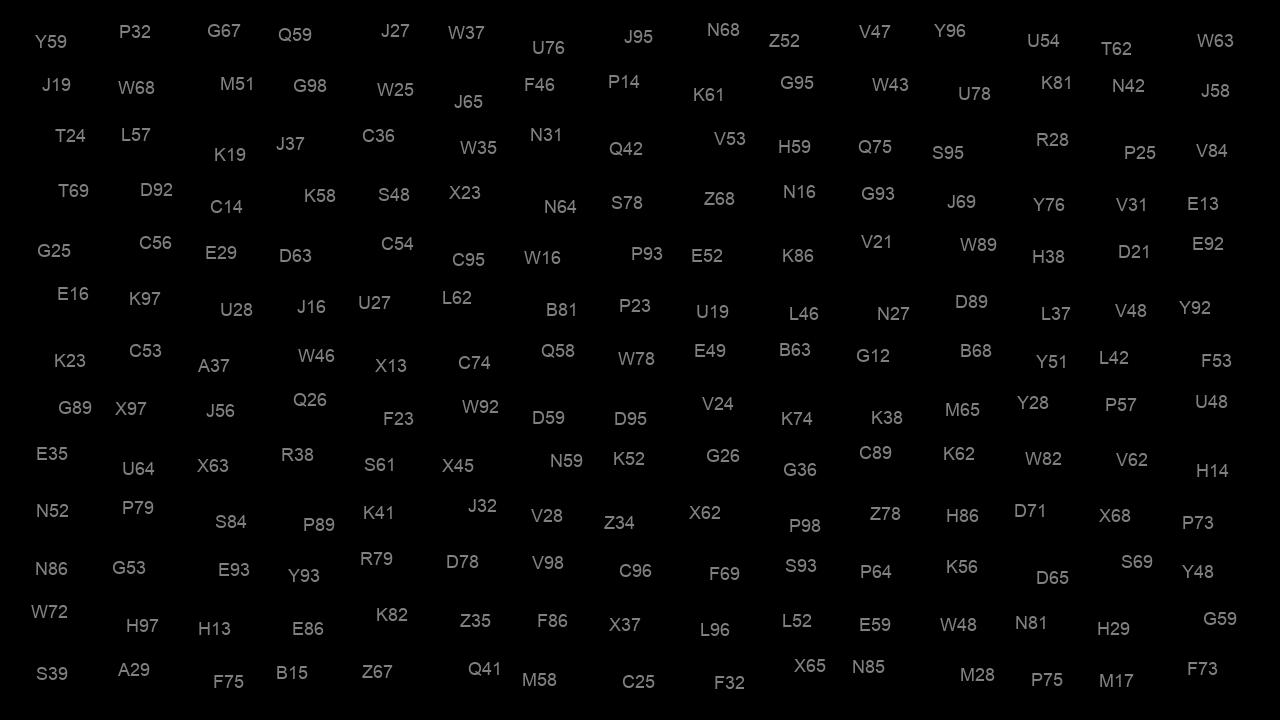 Y59 P32 G67 Q59 J27 W37 U76 J95 N68 Z52 V47 Y96 U54 T62 W63
J19 W68 M51 G98 W25 J65 F46 P14 K61 G95 W43 U78 K81 N42 J58
T24 L57 K19 J37 C36 W35 N31 Q42 V53 H59 Q75 S95 R28 P25 V84
T69 D92 C14 K58 S48 X23 N64 S78 Z68 N16 G93 J69 Y76 V31 E13
G25 C56 E29 D63 C54 C95 W16 P93 E52 K86 V21 W89 H38 D21 E92
E16 K97 U28 J16 U27 L62 B81 P23 U19 L46 N27 D89 L37 V48 Y92
K23 C53 A37 W46 X13 C74 Q58 W78 E49 B63 G12 B68 Y51 L42 F53
G89 X97 J56 Q26 F23 W92 D59 D95 V24 K74 K38 M65 Y28 P57 U48
E35 U64 X63 R38 S61 X45 N59 K52 G26 G36 C89 K62 W82 V62 H14
N52 P79 S84 P89 K41 J32 V28 Z34 X62 P98 Z78 H86 D71 X68 P73
N86 G53 E93 Y93 R79 D78 V98 C96 F69 S93 P64 K56 D65 S69 Y48
W72 H97 H13 E86 K82 Z35 F86 X37 L96 L52 E59 W48 N81 H29 G59
S39 A29 F75 B15 Z67 Q41 M58 C25 F32 X65 N85 M28 P75 M17 F73